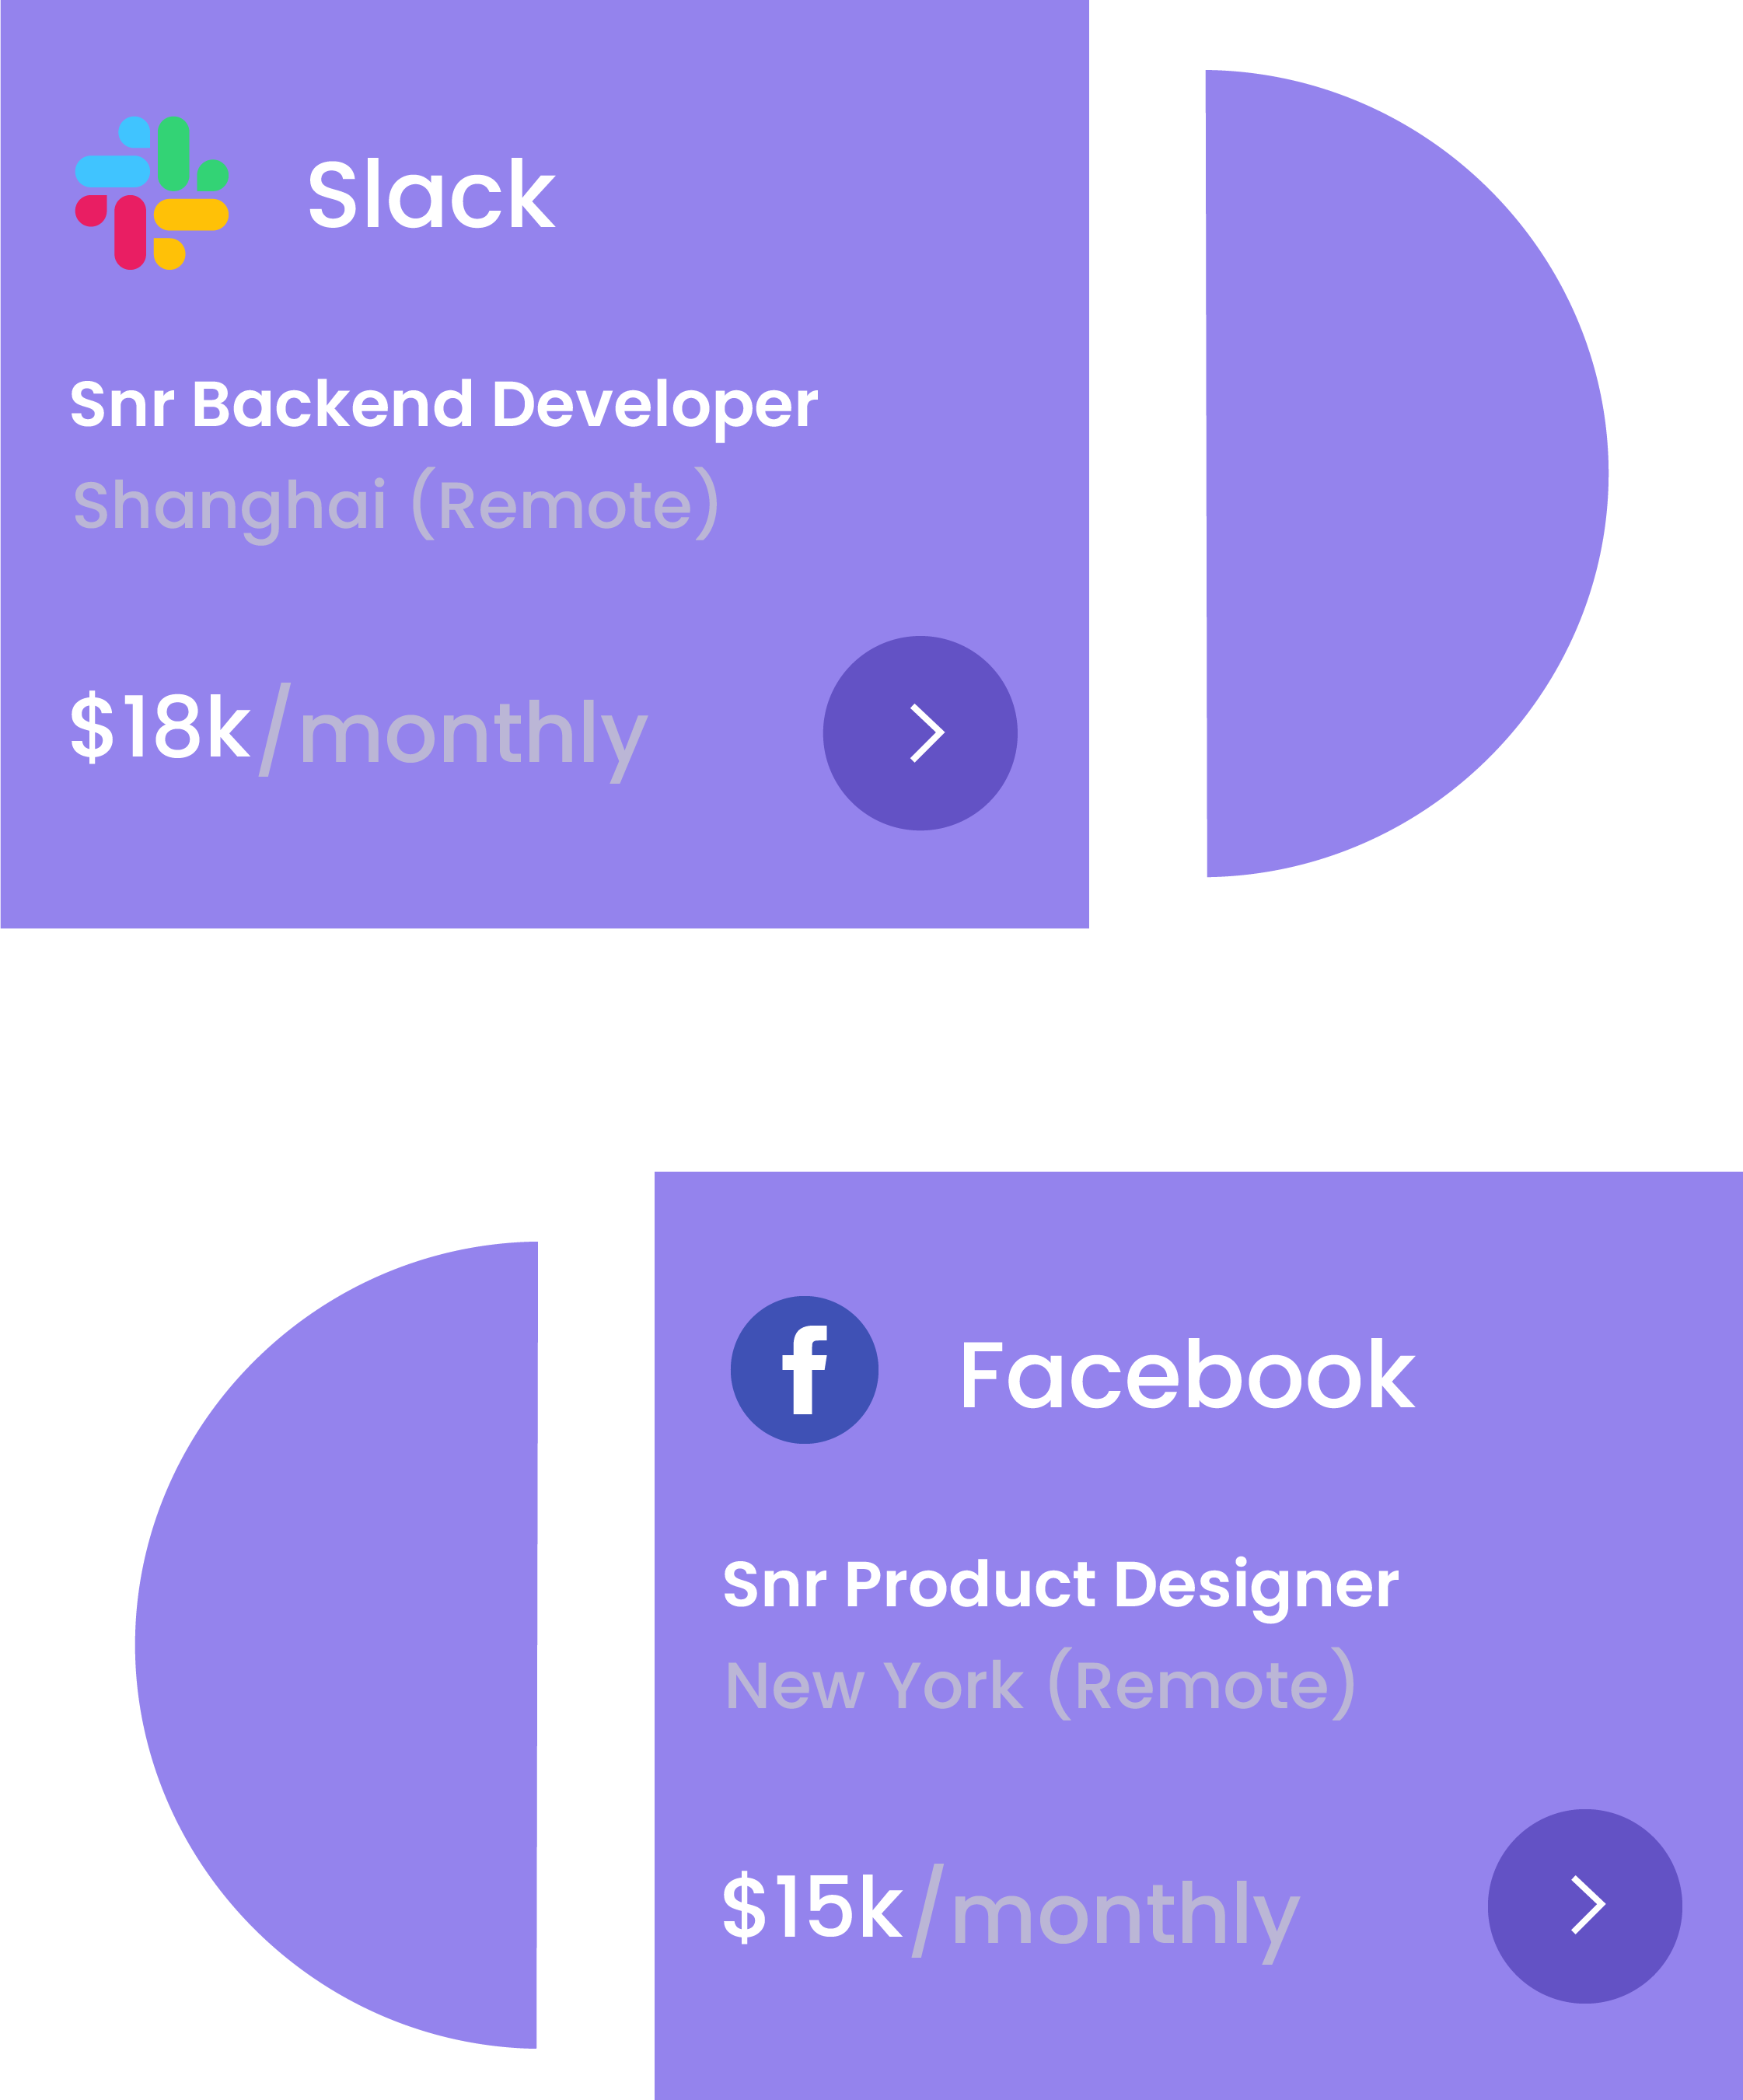 Slack
Snr Backend Developer
Shanghai (Remote)
$18k/monthly
Facebook
Snr Product Designer
New York (Remote)
$15k/monthly